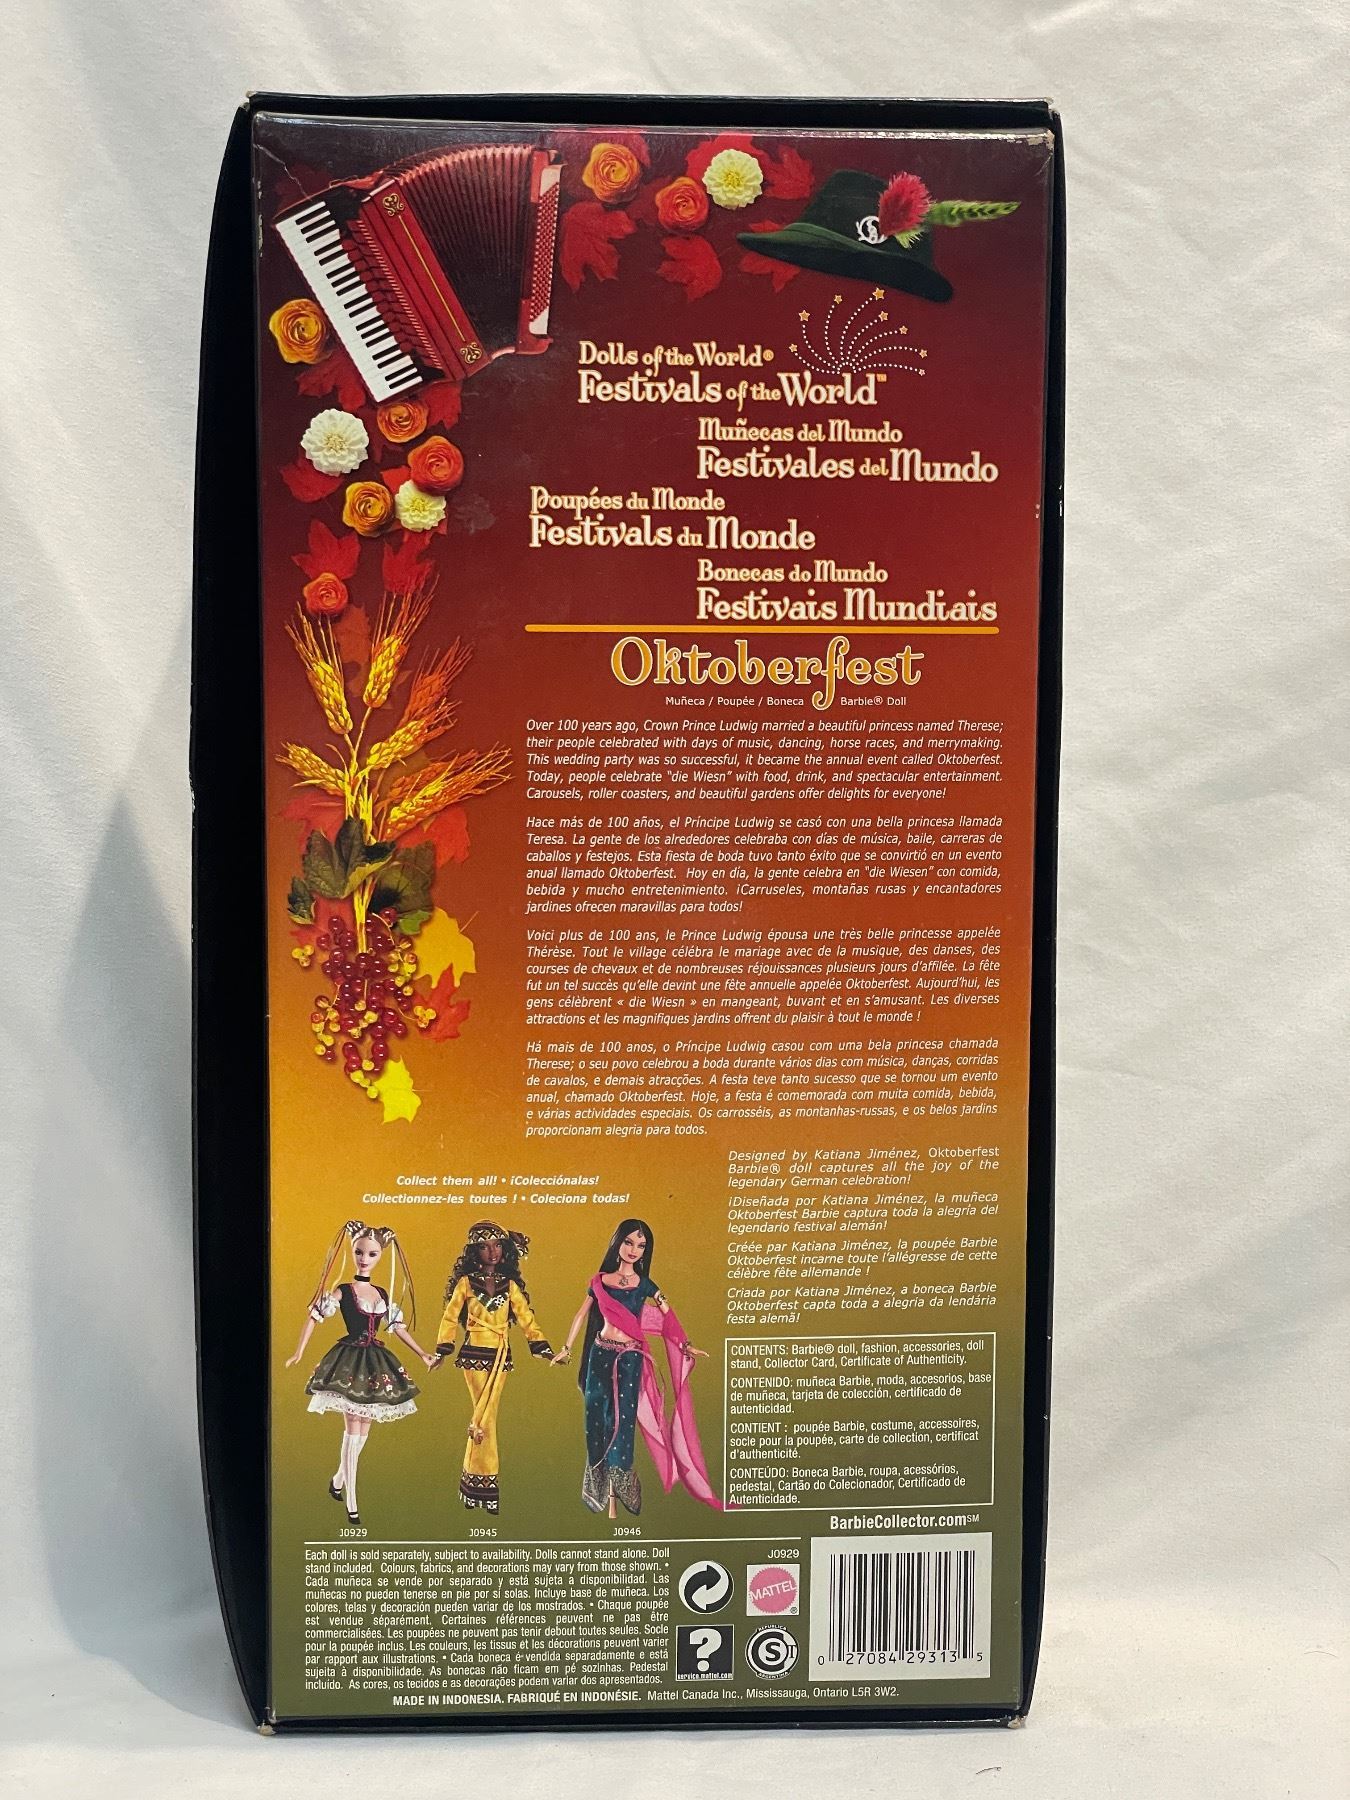 Dolls of the World®
Festivals of the World™
Muñecas del Mundo
Festivales del Mundo
Poupées du Monde
Festivals du Monde
Bonecas do Mundo
Festivais Mundiais
Oktoberfest
Muñeca / Poupée / Boneca Barbie® Doll
Over 100 years ago, Crown Prince Ludwig married a beautiful princess named Therese;
their people celebrated with days of music, dancing, horse races, and merrymaking.
This wedding party was so successful, it became the annual event called Oktoberfest.
Today, people celebrate "die Wiesn" with food, drink, and spectacular entertainment.
Carousels, roller coasters, and beautiful gardens offer delights for everyone!
Hace más de 100 años, el Príncipe Ludwig se casó con una bella princesa llamada
Teresa. La gente de los alrededores celebraba con días de música, baile, carreras de
caballos y festejos. Esta fiesta de boda tuvo tanto éxito que se convirtió en un evento
anual llamado Oktoberfest. Hoy en día, la gente celebra en "die Wiesen" con comida,
bebida y mucho entretenimiento. ¡Carruseles, montañas rusas y encantadores
jardines ofrecen maravillas para todos!
Voici plus de 100 ans, le Prince Ludwig épousa une très belle princesse appelée
Thérèse. Tout le village célébra le mariage avec de la musique, des danses, des
courses de chevaux et de nombreuses réjouissances plusieurs jours d'affilée. La fête
fut un tel succès qu'elle devint une fête annuelle appelée Oktoberfest. Aujourd'hui, les
gens célèbrent « die Wiesn » en mangeant, buvant et en s'amusant. Les diverses
attractions et les magnifiques jardins offrent du plaisir à tout le monde !
Há mais de 100 anos, o Príncipe Ludwig casou com uma bela princesa chamada
Therese; o seu povo celebrou a boda durante vários dias com música, danças, corridas
de cavalos, e demais atracções. A festa teve tanto sucesso que se tornou um evento
anual, chamado Oktoberfest. Hoje, a festa é comemorada com muita comida, bebida,
e várias actividades especiais. Os carrosséis, as montanhas-russas, e os belos jardins
proporcionam alegria para todos.
Designed by Katiana Jiménez, Oktoberfest
Barbie® doll captures all the joy of the
legendary German celebration!
¡Diseñada por Katiana Jiménez, la muñeca
Oktoberfest Barbie captura toda la alegría del
legendario festival alemán!
Créée par Katiana Jiménez, la poupée Barbie
Oktoberfest incarne toute l'allégresse de cette
célèbre fête allemande !
Criada por Katiana Jiménez, a boneca Barbie
Oktoberfest capta toda a alegria da lendária
festa alemã!
Collect them all! • ¡Colecciónalas!
Collectionnez-les toutes ! • Coleciona todas!
J0929
J0945
J0946
CONTENTS: Barbie® doll, fashion, accessories, doll
stand, Collector Card, Certificate of Authenticity.
CONTENIDO: muñeca Barbie, moda, accesorios, base
de muñeca, tarjeta de colección, certificado de
autenticidad.
CONTIENT : poupée Barbie, costume, accessoires,
socle pour la poupée, carte de collection, certificat
d'authenticité.
CONTEÚDO: Boneca Barbie, roupa, acessórios,
pedestal, Cartão do Colecionador, Certificado de
Autenticidade.
BarbieCollector.com℠
Each doll is sold separately, subject to availability. Dolls cannot stand alone. Doll
stand included. Colours, fabrics, and decorations may vary from those shown. •
Cada muñeca se vende por separado y está sujeta a disponibilidad. Las
muñecas no pueden tenerse en pie por sí solas. Incluye base de muñeca. Los
colores, telas y decoración pueden variar de los mostrados. • Chaque poupée
est vendue séparément. Certaines références peuvent ne pas être
commercialisées. Les poupées ne peuvent pas tenir debout toutes seules. Socle
pour la poupée inclus. Les couleurs, les tissus et les décorations peuvent varier
par rapport aux illustrations. • Cada boneca é vendida separadamente e está
sujeita à disponibilidade. As bonecas não ficam em pé sozinhas. Pedestal
incluído. As cores, os tecidos e as decorações podem variar dos apresentados.
J0929
MATTEL®
?
service.mattel.com
REPUBLICA
S
ARGENTINA
0 27084 29313 5
MADE IN INDONESIA. FABRIQUÉ EN INDONÉSIE. Mattel Canada Inc., Mississauga, Ontario L5R 3W2.